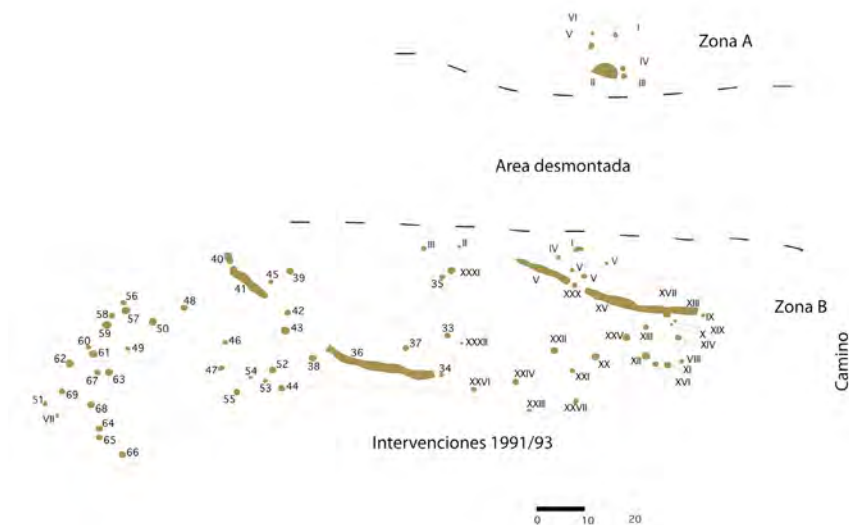 VI
I
V
Zona A
IV
II
III
Area desmontada
III
II
IV
I
40
V
XXXI
45
39
35
V
V
41
XVII
XXX
56
48
XV
XIII
Zona B
58
57
42
IX
59
50
43
33
X
XIX
60
46
37
XXXII
XXV
XIII
XIV
49
36
XXII
62
61
38
XX
XII
VIII
47
54
52
34
XXI
XI
67
63
53
44
XXIV
XVI
69
55
XXVI
51
68
XXIII
XXVII
VII
64
65
66
Camino
Intervenciones 1991/93
0
10
20